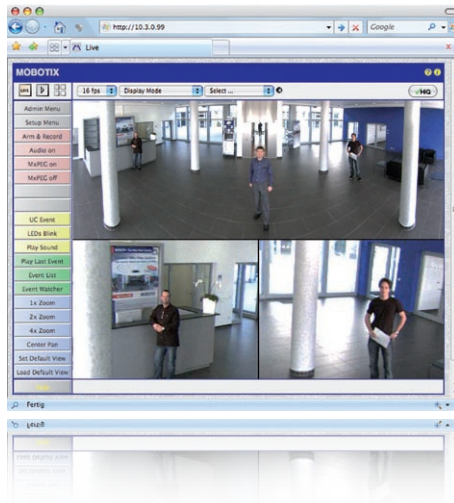 http://10.3.0.99
Google
Live
MOBOTIX
16 fps
Display Mode
Select ...
HQ
Admin Menu
Setup Menu
Arm & Record
Audio on
MxPEG on
MxPEG off
UC Event
LEDs Blink
Play Sound
Play Last Event
Event List
Event Watcher
1x Zoom
2x Zoom
4x Zoom
Center Pan
Set Default View
Load Default View
Fertig